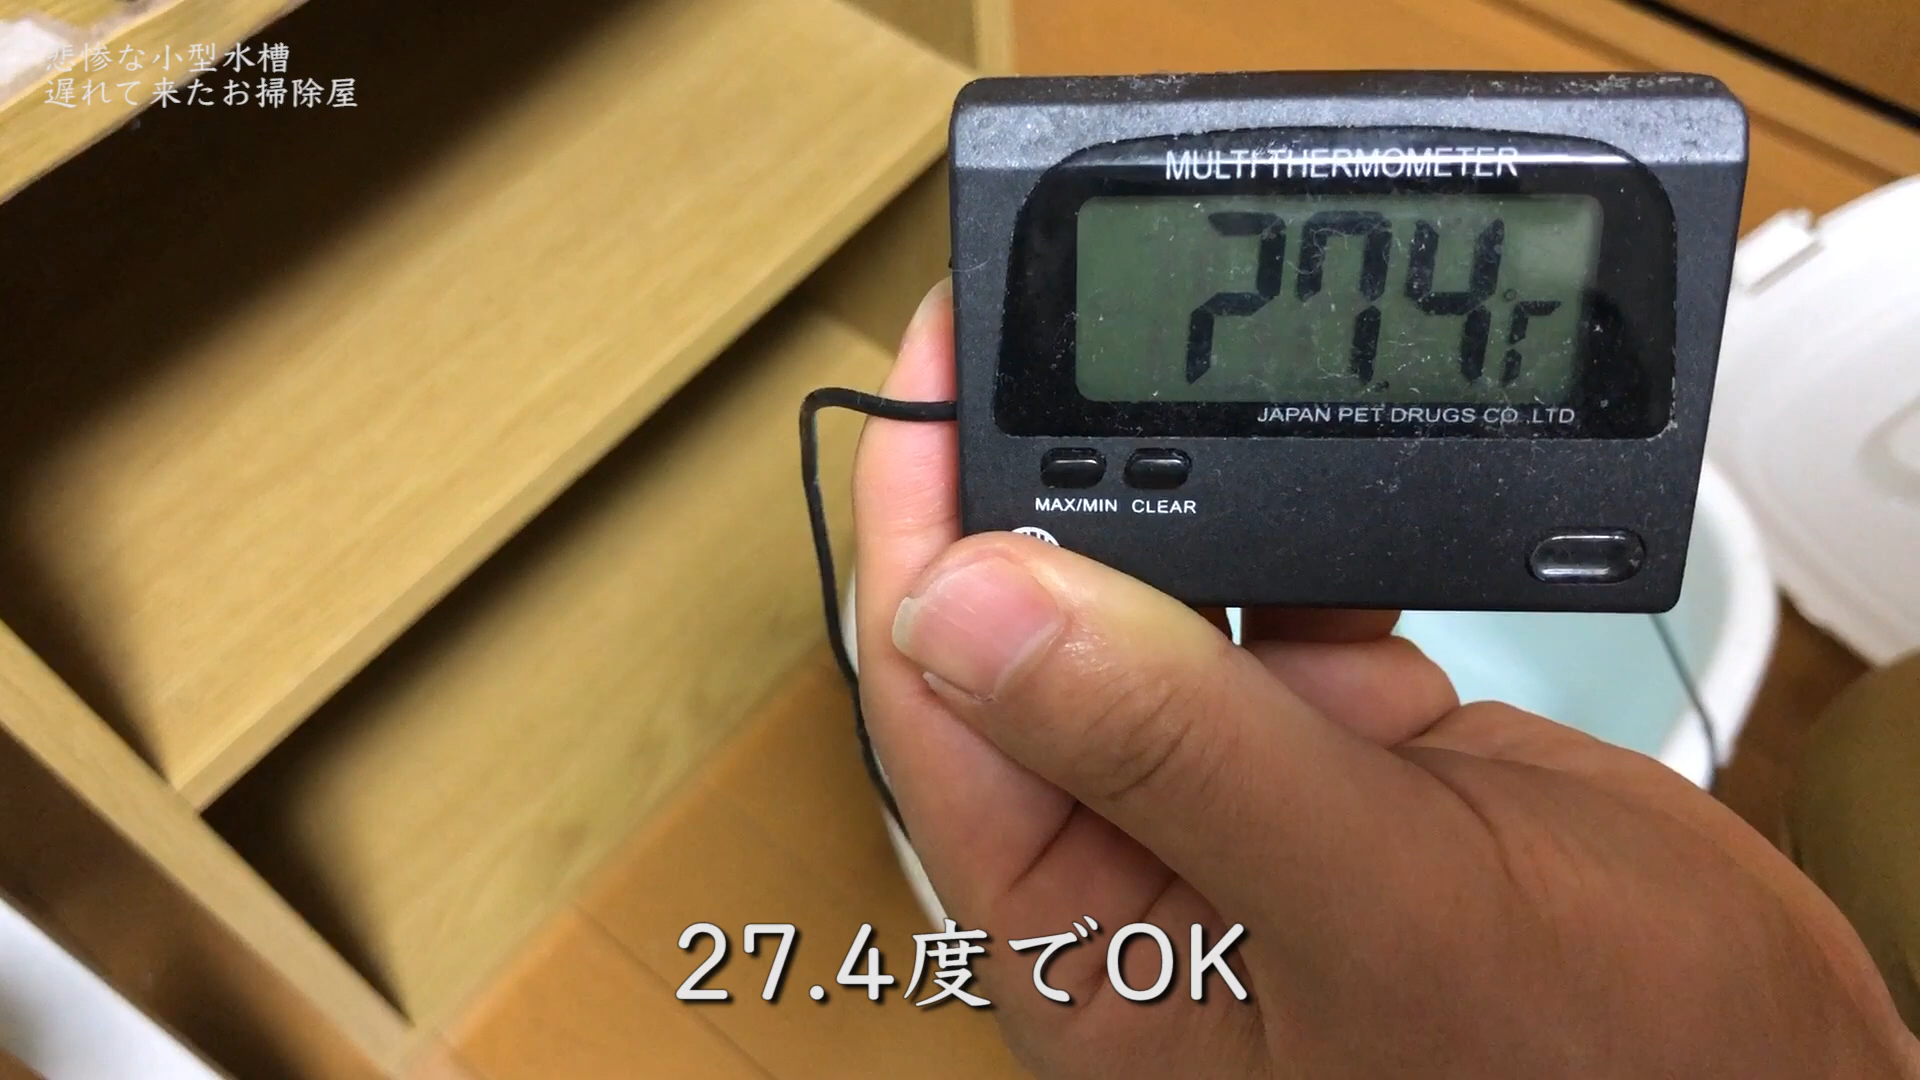 悲惨な小型水槽
遅れて来たお掃除屋
MULTI THERMOMETER
27.4℃
JAPAN PET DRUGS CO.,LTD
MAX/MIN CLEAR
27.4度でOK